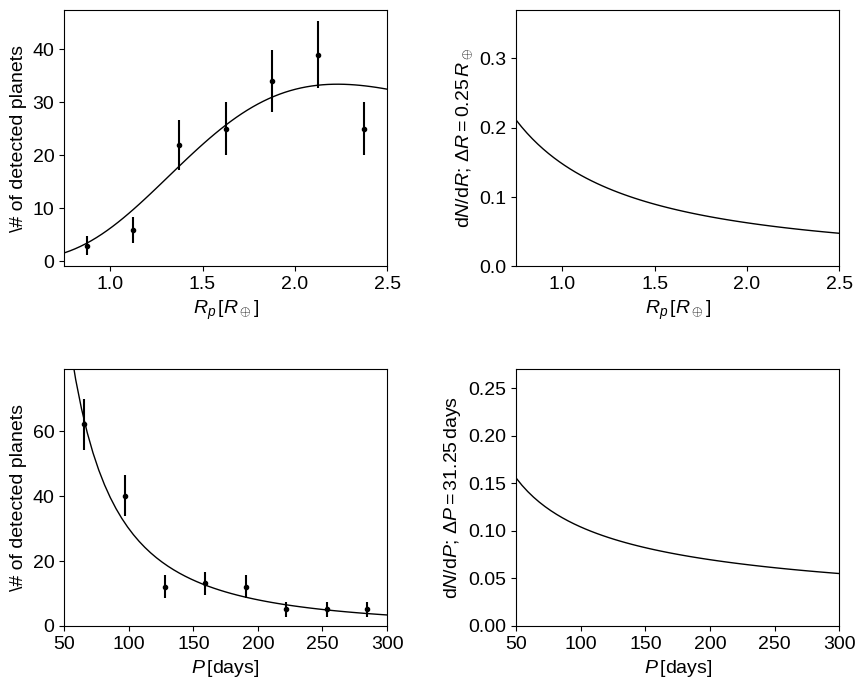 \# of detected planets
40
30
20
10
0
1.0 1.5 2.0 2.5
R_p [R_⊕]
dN/dR; ΔR = 0.25 R_⊕
0.3
0.2
0.1
0.0
1.0 1.5 2.0 2.5
R_p [R_⊕]
\# of detected planets
60
40
20
0
50 100 150 200 250 300
P [days]
dN/dP; ΔP = 31.25 days
0.25
0.20
0.15
0.10
0.05
0.00
50 100 150 200 250 300
P [days]